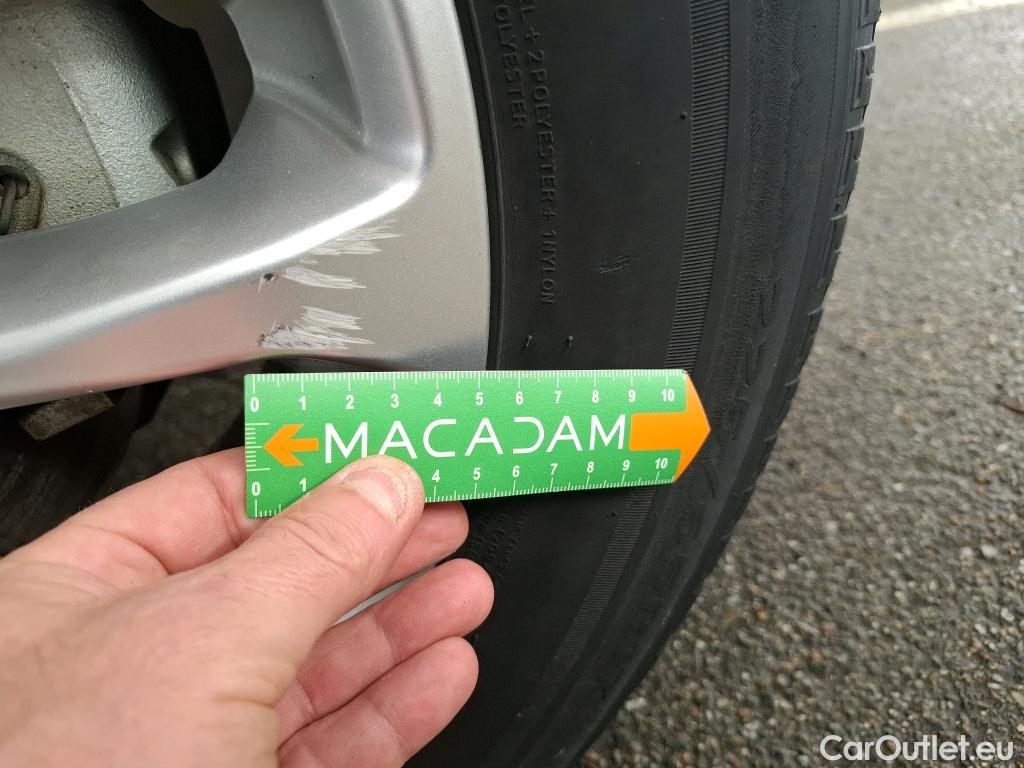 + 2 POLYESTER + 1 NYLON
POLYESTER
0 1 2 3 4 5 6 7 8 9 10
MACADAM
0 1 4 5 6 7 8 9 10
CarOutlet.eu